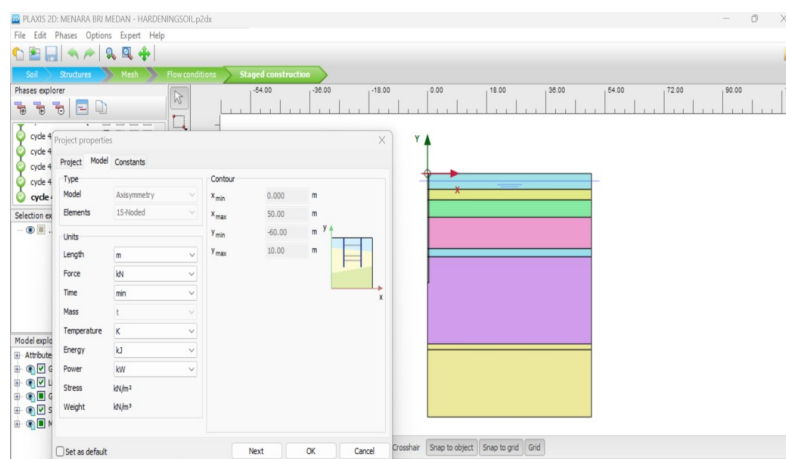 PLAXIS 2D: MENARA BRI MEDAN - HARDENINGSOIL.p2dx
File Edit Phases Options Expert Help
Soil Structures Mesh Flow conditions Staged construction
Phases explorer
-54.00 -36.00 -18.00 0.00 18.00 36.00 54.00 72.00 90.00
cycle 4
cycle 4
cycle 4
cycle 4
cycle
Selection ex
Model explo
Attribute
G
L
G
S
M
Project properties
Project Model Constants
Type
Model Axisymmetry
Elements 15-Noded
Units
Length m
Force kN
Time min
Mass t
Temperature K
Energy kJ
Power kW
Stress kN/m²
Weight kN/m³
Contour
x min 0.000 m
x max 50.00 m
y min -60.00 m
y max 10.00 m
y
x
Set as default
Next OK Cancel
Y
x
Crosshair Snap to object Snap to grid Grid